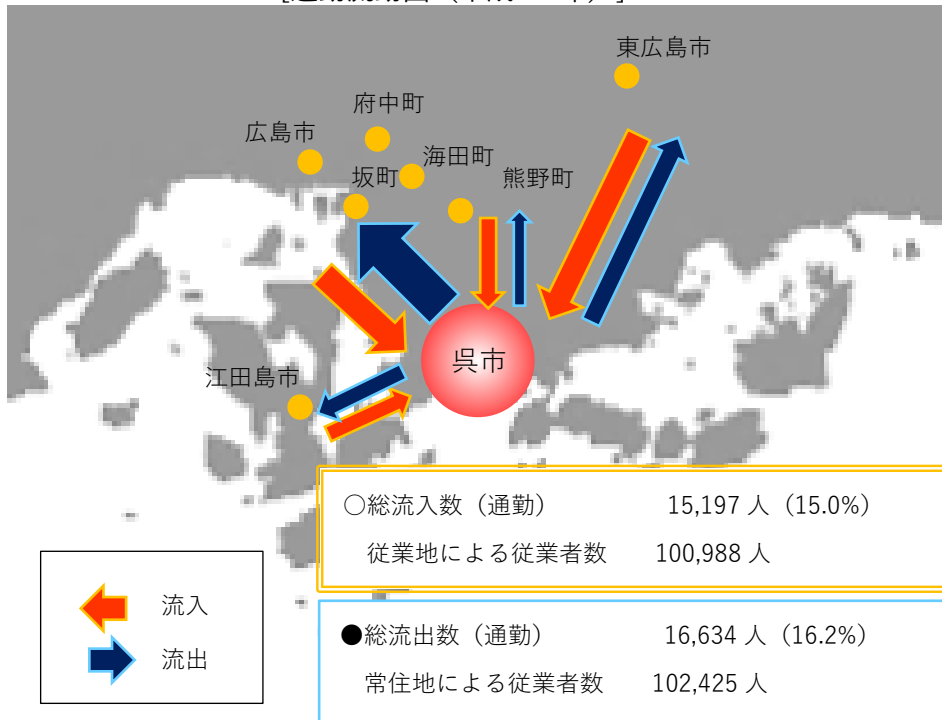 東広島市
府中町
広島市
海田町
坂町
熊野町
呉市
江田島市
○総流入数（通勤） 15,197 人（15.0%）
従業地による従業者数 100,988 人
流入
流出
●総流出数（通勤） 16,634 人（16.2%）
常住地による従業者数 102,425 人